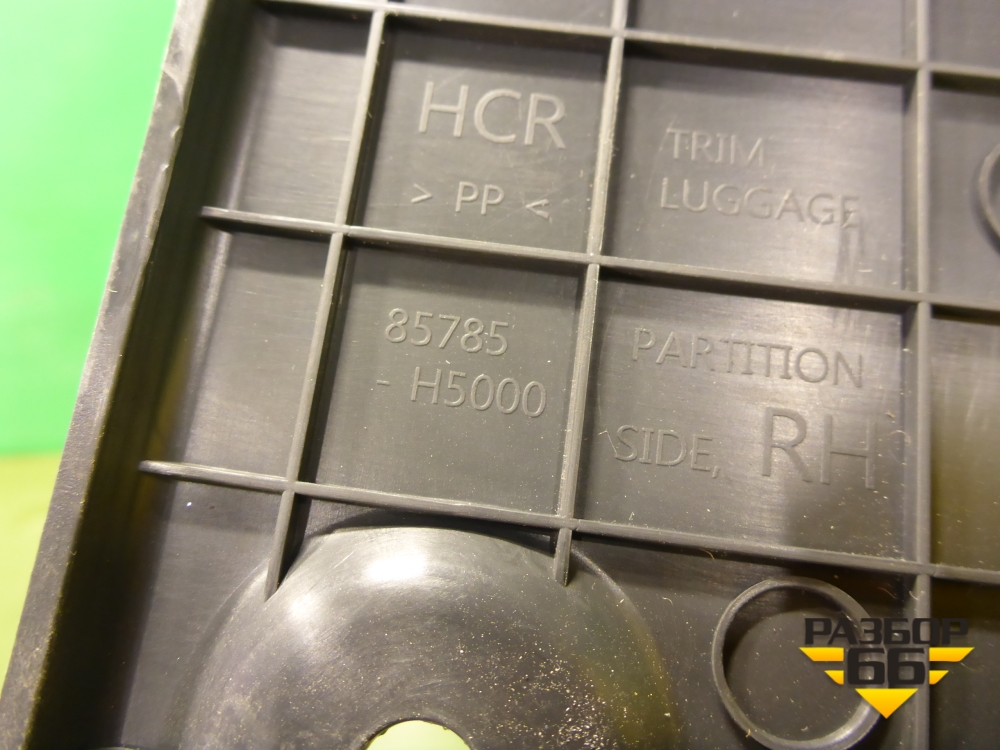 HCR
> PP <
TRIM,
LUGGAGE
85785
- H5000
PARTITION
SIDE, RH
РАЗБОР
66